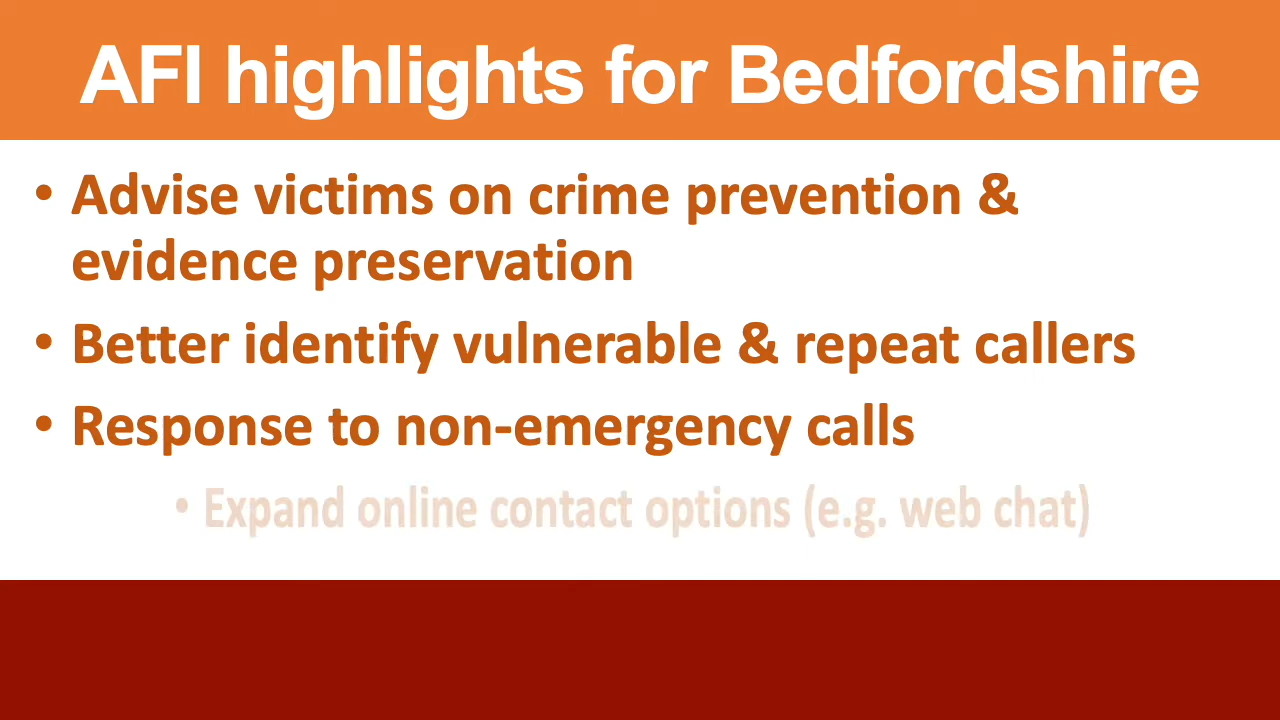 AFI highlights for Bedfordshire
• Advise victims on crime prevention &
evidence preservation
• Better identify vulnerable & repeat callers
• Response to non-emergency calls
• Expand online contact options (e.g. web chat)